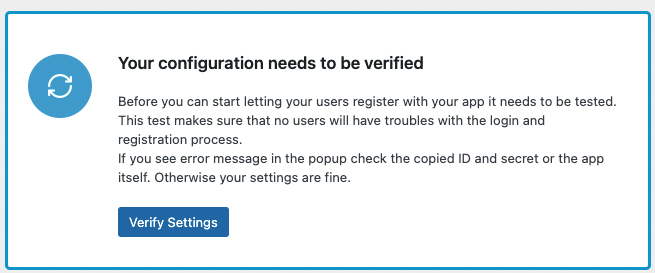 Your configuration needs to be verified
Before you can start letting your users register with your app it needs to be tested.
This test makes sure that no users will have troubles with the login and
registration process.
If you see error message in the popup check the copied ID and secret or the app
itself. Otherwise your settings are fine.
Verify Settings